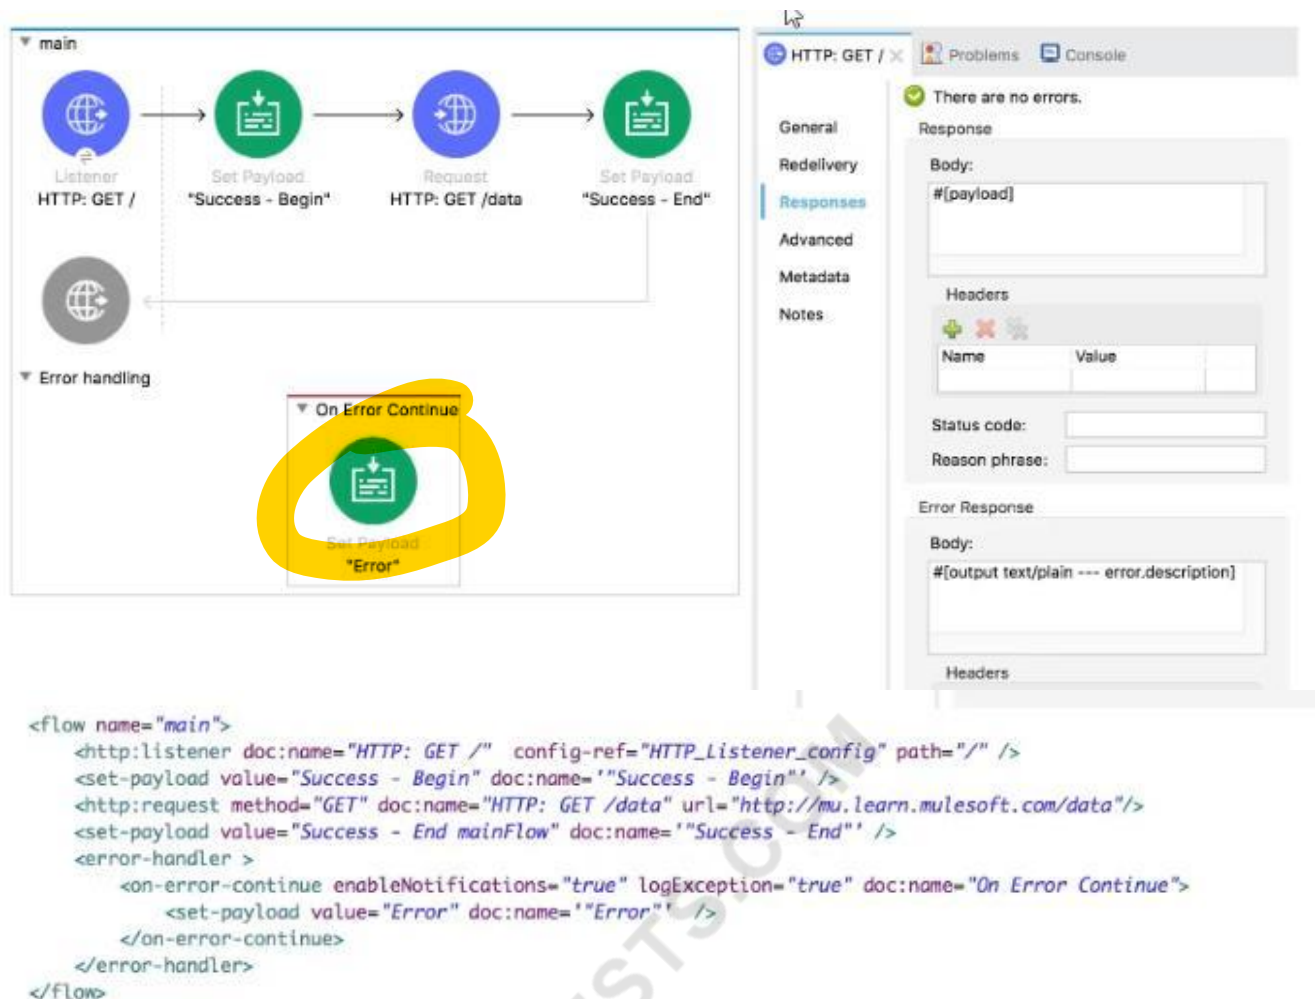 main
Listener
HTTP: GET /
Set Payload
"Success - Begin"
Request
HTTP: GET /data
Set Payload
"Success - End"
Error handling
On Error Continue
Set Payload
"Error"
HTTP: GET /
Problems
Console
There are no errors.
General
Redelivery
Responses
Advanced
Metadata
Notes
Response
Body:
#[payload]
Headers
Name Value
Status code:
Reason phrase:
Error Response
Body:
#[output text/plain --- error.description]
Headers
<flow name="main">
<http:listener doc:name="HTTP: GET /" config-ref="HTTP_Listener_config" path="/" />
<set-payload value="Success - Begin" doc:name='"Success - Begin"' />
<http:request method="GET" doc:name="HTTP: GET /data" url="http://mu.learn.mulesoft.com/data"/>
<set-payload value="Success - End mainFlow" doc:name='"Success - End"' />
<error-handler >
<on-error-continue enableNotifications="true" logException="true" doc:name="On Error Continue">
<set-payload value="Error" doc:name='"Error"' />
</on-error-continue>
</error-handler>
</flow>
STS.COM